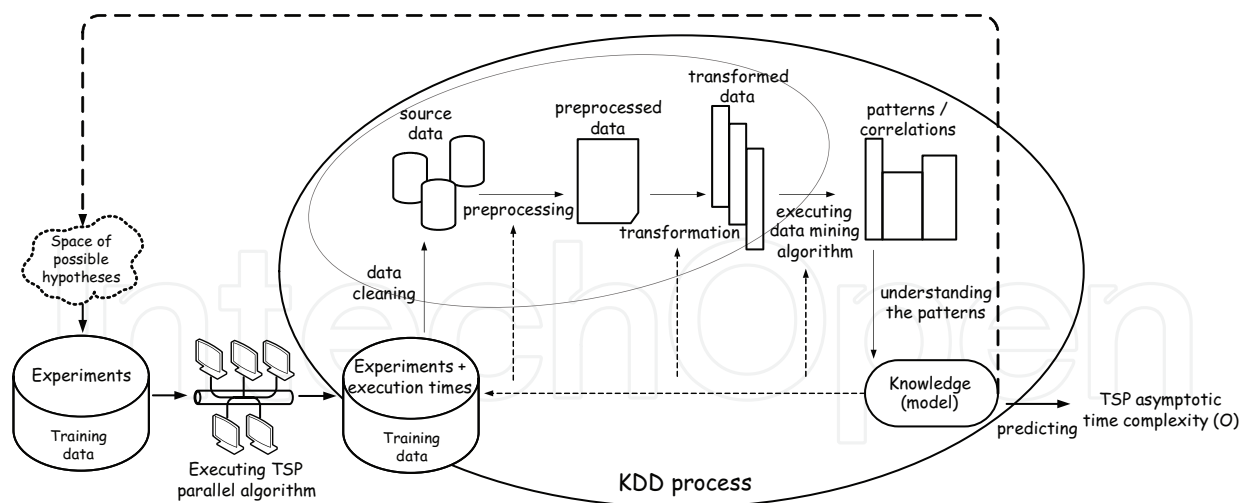 transformed
data
source
data
preprocessed
data
patterns /
correlations
preprocessing
transformation
executing
data mining
algorithm
Space of
possible
hypotheses
data
cleaning
understanding
the patterns
Experiments
Training
data
Executing TSP
parallel algorithm
Experiments +
execution times
Training
data
Knowledge
(model)
predicting
TSP asymptotic
time complexity (O)
KDD process
IntechOpen